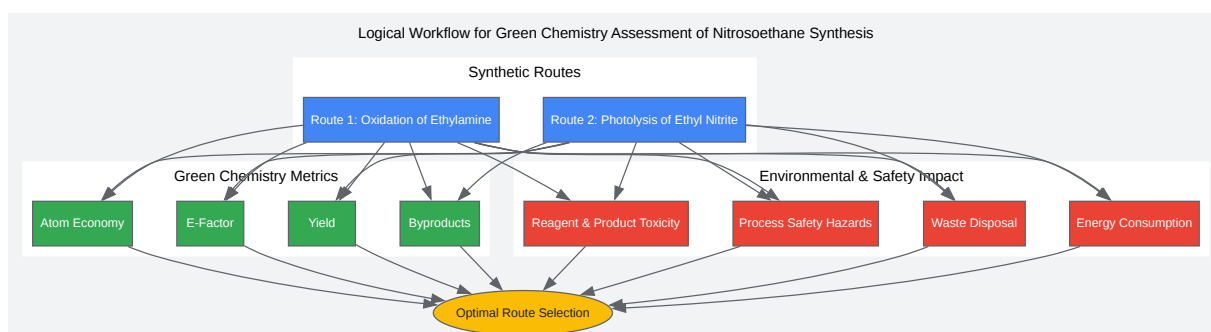 Logical Workflow for Green Chemistry Assessment of Nitrosoethane Synthesis
Synthetic Routes
Route 1: Oxidation of Ethylamine
Route 2: Photolysis of Ethyl Nitrite
Green Chemistry Metrics
Environmental & Safety Impact
Atom Economy
E-Factor
Yield
Byproducts
Reagent & Product Toxicity
Process Safety Hazards
Waste Disposal
Energy Consumption
Optimal Route Selection